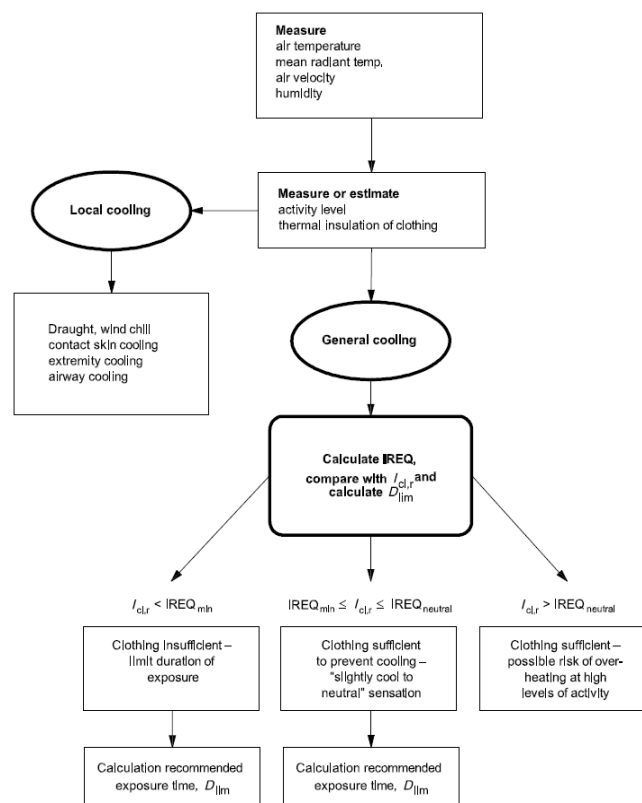 Measure
air temperature
mean radiant temp.
air velocity
humidity
Measure or estimate
activity level
thermal insulation of clothing
Local cooling
Draught, wind chill
contact skin cooling
extremity cooling
airway cooling
General cooling
Calculate IREQ,
compare with Icl,r and
calculate Dlim
Icl,r < IREQmin
IREQmin ≤ Icl,r ≤ IREQneutral
Icl,r > IREQneutral
Clothing insufficient –
limit duration of
exposure
Clothing sufficient
to prevent cooling –
“slightly cool to
neutral” sensation
Clothing sufficient –
possible risk of over-
heating at high
levels of activity
Calculation recommended
exposure time, Dlim
Calculation recommended
exposure time, Dlim